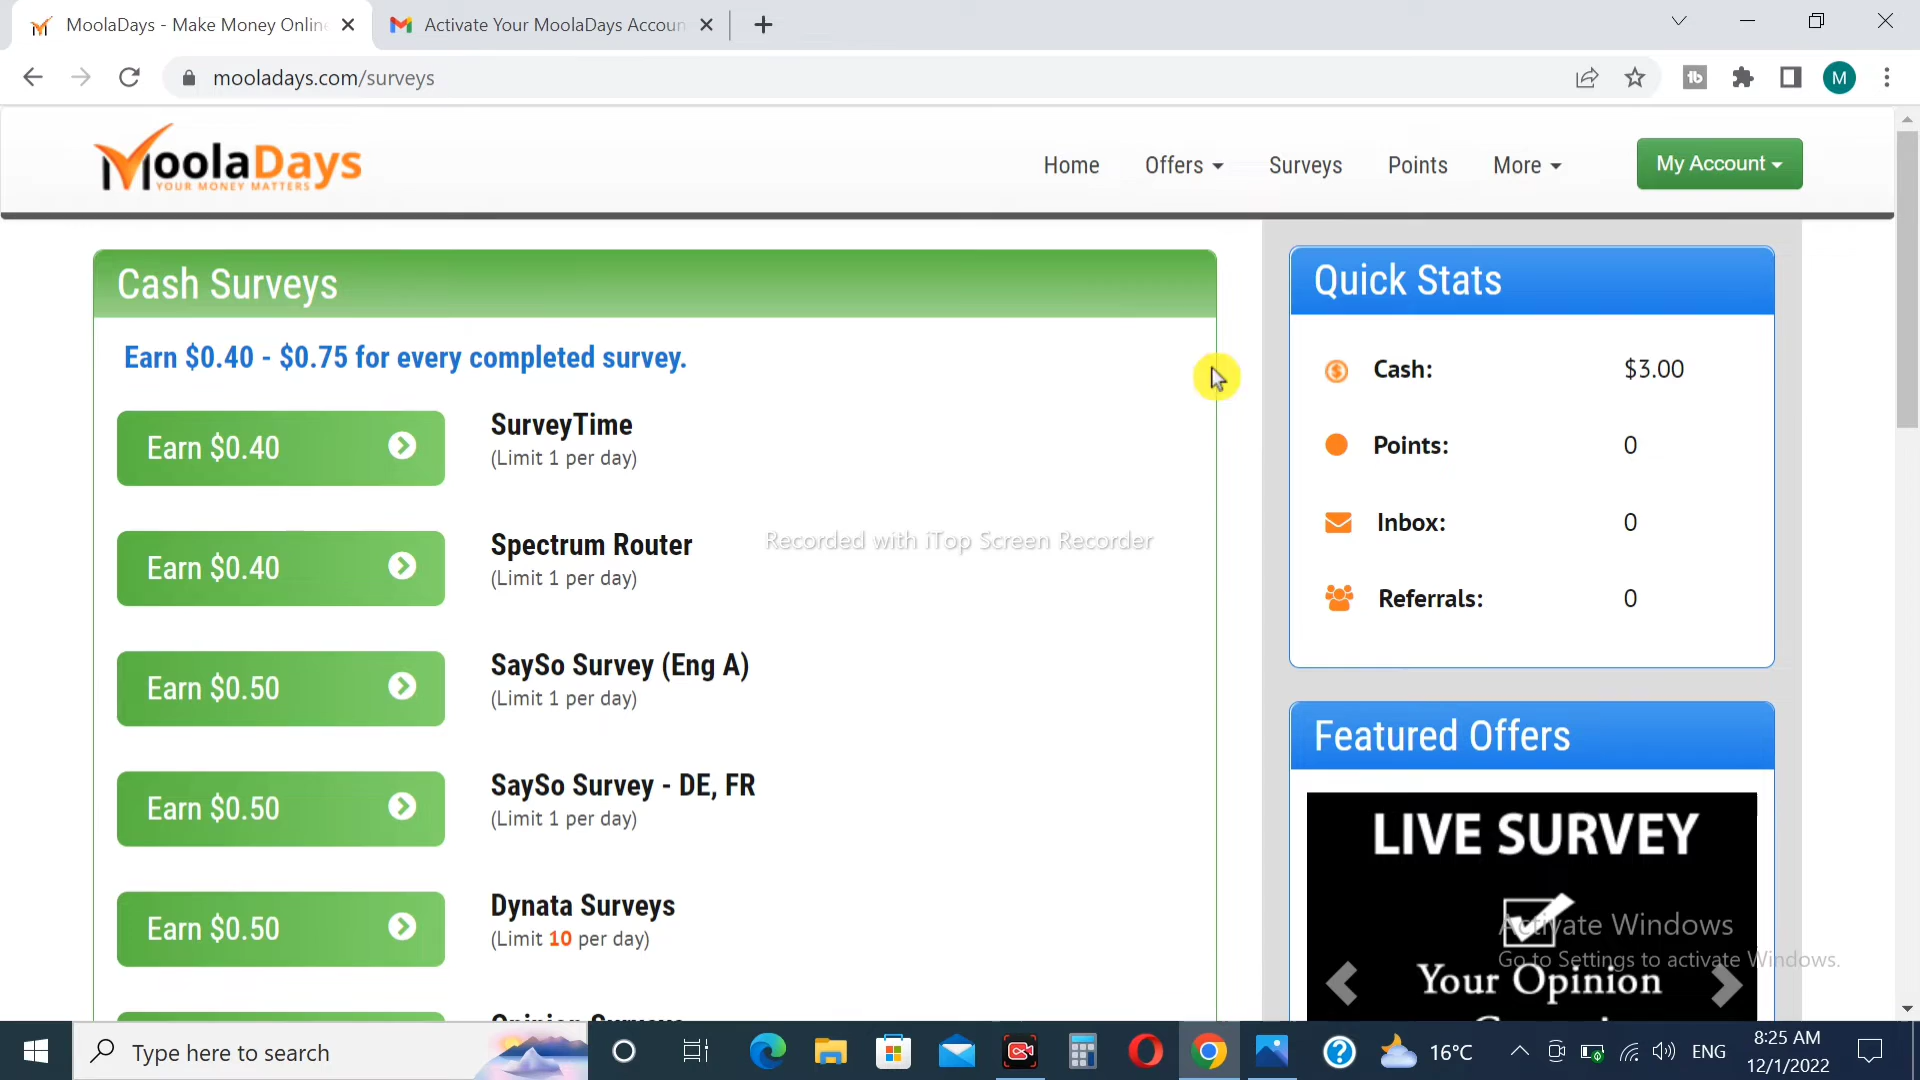 MoolaDays - Make Money Onlin
Activate Your MoolaDays Accoun
mooladays.com/surveys
M
MoolaDays
YOUR MONEY MATTERS
Home
Offers
Surveys
Points
More
My Account
Cash Surveys
Earn $0.40 - $0.75 for every completed survey.
Earn $0.40
SurveyTime
(Limit 1 per day)
Earn $0.40
Spectrum Router
(Limit 1 per day)
Earn $0.50
SaySo Survey (Eng A)
(Limit 1 per day)
Earn $0.50
SaySo Survey - DE, FR
(Limit 1 per day)
Earn $0.50
Dynata Surveys
(Limit 10 per day)
Quick Stats
Cash: $3.00
Points: 0
Inbox: 0
Referrals: 0
Featured Offers
LIVE SURVEY
Your Opinion
Recorded with iTop Screen Recorder
Activate Windows
Go to Settings to activate Windows.
Type here to search
16°C
ENG
8:25 AM
12/1/2022